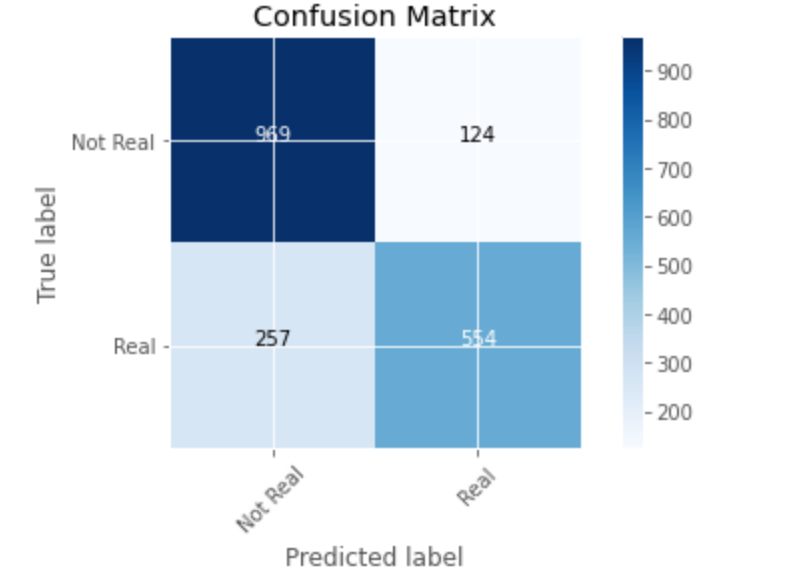 Confusion Matrix
Not Real
969
124
Real
257
554
True label
Not Real
Real
Predicted label
900
800
700
600
500
400
300
200